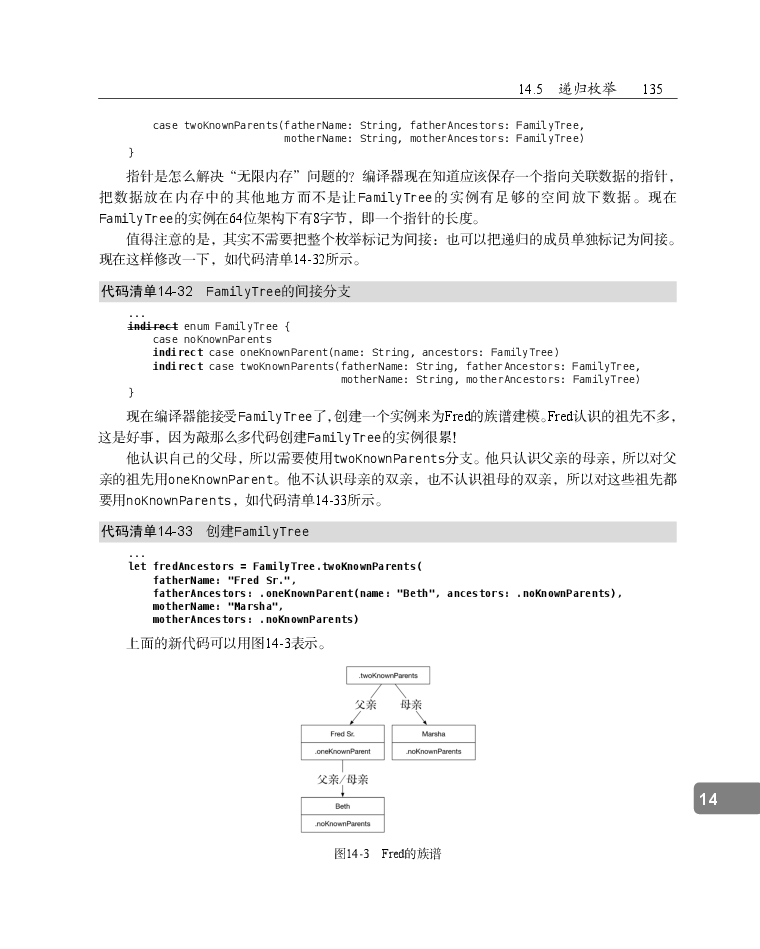 14.5 递归枚举 135
case twoKnownParents(fatherName: String, fatherAncestors: FamilyTree,
motherName: String, motherAncestors: FamilyTree)
}
指针是怎么解决“无限内存”问题的？编译器现在知道应该保存一个指向关联数据的指针，
把数据放在内存中的其他地方而不是让FamilyTree的实例有足够的空间放下数据。现在
FamilyTree的实例在64位架构下有8字节，即一个指针的长度。
值得注意的是，其实不需要把整个枚举标记为间接；也可以把递归的成员单独标记为间接。
现在这样修改一下，如代码清单14-32所示。
代码清单14-32 FamilyTree的间接分支
...
indirect enum FamilyTree {
case noKnownParents
indirect case oneKnownParent(name: String, ancestors: FamilyTree)
indirect case twoKnownParents(fatherName: String, fatherAncestors: FamilyTree,
motherName: String, motherAncestors: FamilyTree)
}
现在编译器能接受FamilyTree了，创建一个实例来为Fred的族谱建模。Fred认识的祖先不多，
这是好事，因为敲那么多代码创建FamilyTree的实例很累！
他认识自己的父母，所以需要使用twoKnownParents分支。他只认识父亲的母亲，所以对父
亲的祖先用oneKnownParent。他不认识母亲的双亲，也不认识祖母的双亲，所以对这些祖先都
要用noKnownParents，如代码清单14-33所示。
代码清单14-33 创建FamilyTree
...
let fredAncestors = FamilyTree.twoKnownParents(
fatherName: "Fred Sr.",
fatherAncestors: .oneKnownParent(name: "Beth", ancestors: .noKnownParents),
motherName: "Marsha",
motherAncestors: .noKnownParents)
上面的新代码可以用图14-3表示。
.twoKnownParents
父亲 母亲
Fred Sr. Marsha
.oneKnownParent .noKnownParents
父亲/母亲
Beth
.noKnownParents
14
图14-3 Fred的族谱